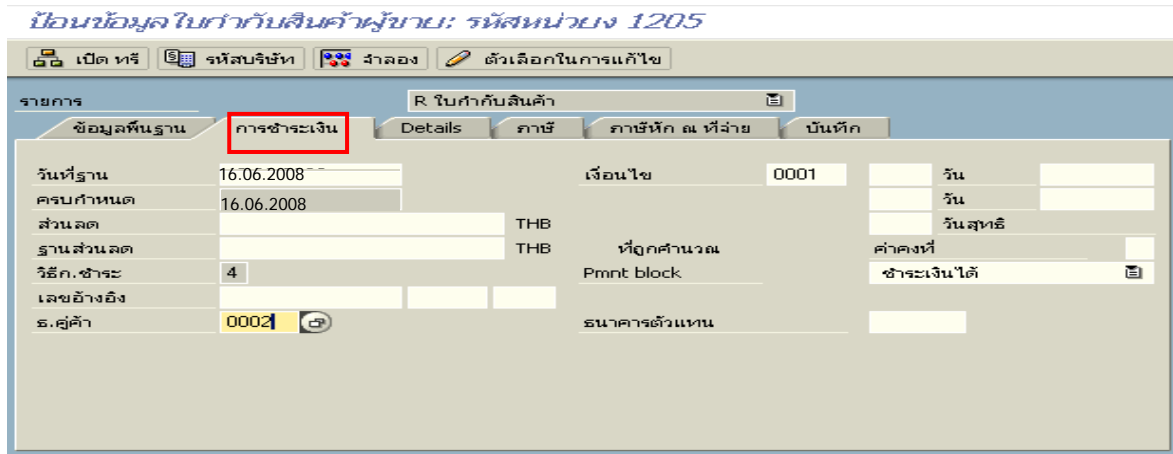 ป้อนข้อมูลใบกำกับสินค้าผู้ขาย: รหัสหน่วยง 1205
เปิด ทรี รหัสบริษัท จำลอง ตัวเลือกในการแก้ไข
รายการ R ใบกำกับสินค้า
ข้อมูลพื้นฐาน การชำระเงิน Details ภาษี ภาษีหัก ณ ที่จ่าย บันทึก
วันที่ฐาน 16.06.2008 เงื่อนไข 0001 วัน
ครบกำหนด 16.06.2008 วัน
ส่วนลด THB วันสุทธิ
ฐานส่วนลด THB ที่ถูกคำนวณ ค่าคงที่
วิธีก.ชำระ 4 Pmnt block ชำระเงินได้
เลขอ้างอิง
ธ.คู่ค้า 0002 ธนาคารตัวแทน